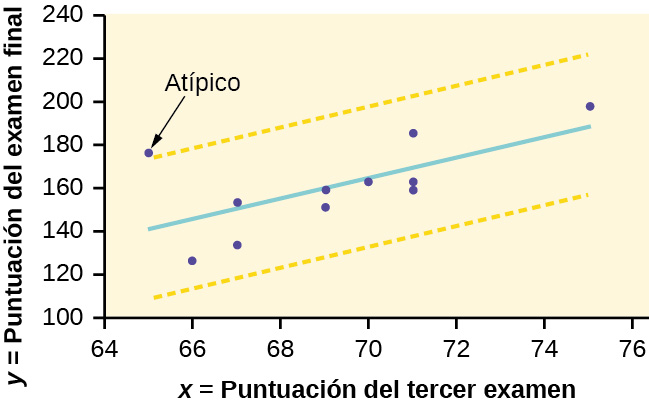 y = Puntuación del examen final
240
220
200
180
160
140
120
100
Atípico
64 66 68 70 72 74 76
x = Puntuación del tercer examen